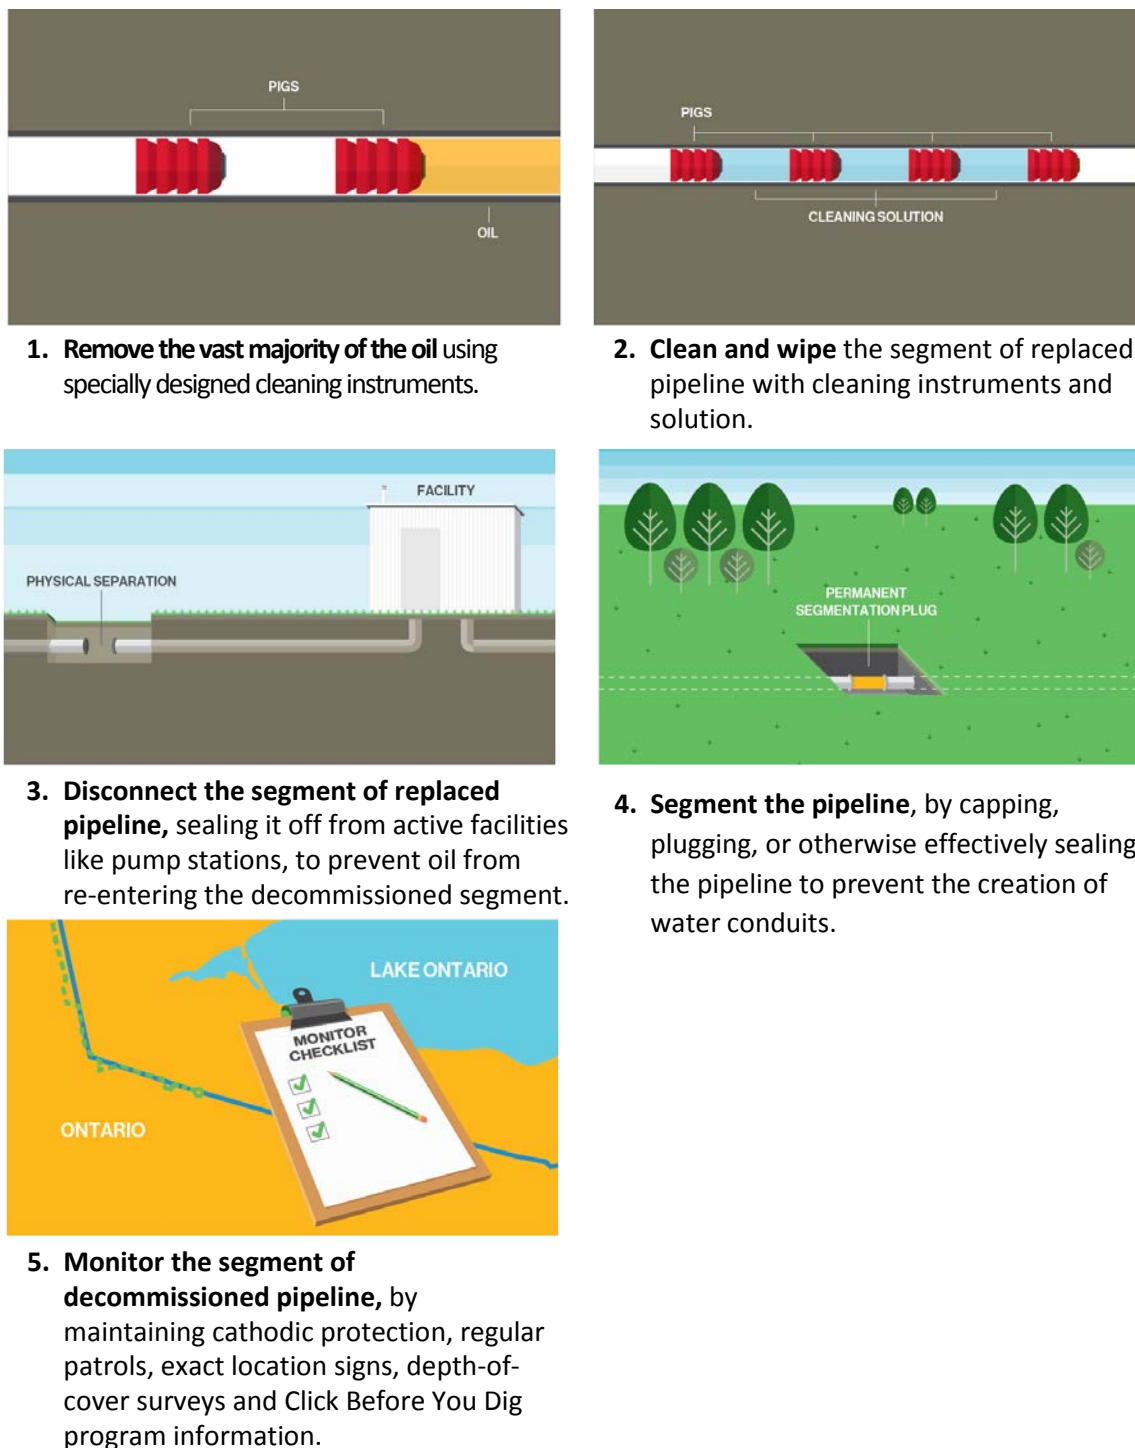 PIGS
OIL
1. Remove the vast majority of the oil using
specially designed cleaning instruments.
PIGS
CLEANING SOLUTION
2. Clean and wipe the segment of replaced
pipeline with cleaning instruments and
solution.
FACILITY
PHYSICAL SEPARATION
3. Disconnect the segment of replaced
pipeline, sealing it off from active facilities
like pump stations, to prevent oil from
re-entering the decommissioned segment.
PERMANENT
SEGMENTATION PLUG
4. Segment the pipeline, by capping,
plugging, or otherwise effectively sealing
the pipeline to prevent the creation of
water conduits.
LAKE ONTARIO
MONITOR
CHECKLIST
ONTARIO
5. Monitor the segment of
decommissioned pipeline, by
maintaining cathodic protection, regular
patrols, exact location signs, depth-of-
cover surveys and Click Before You Dig
program information.